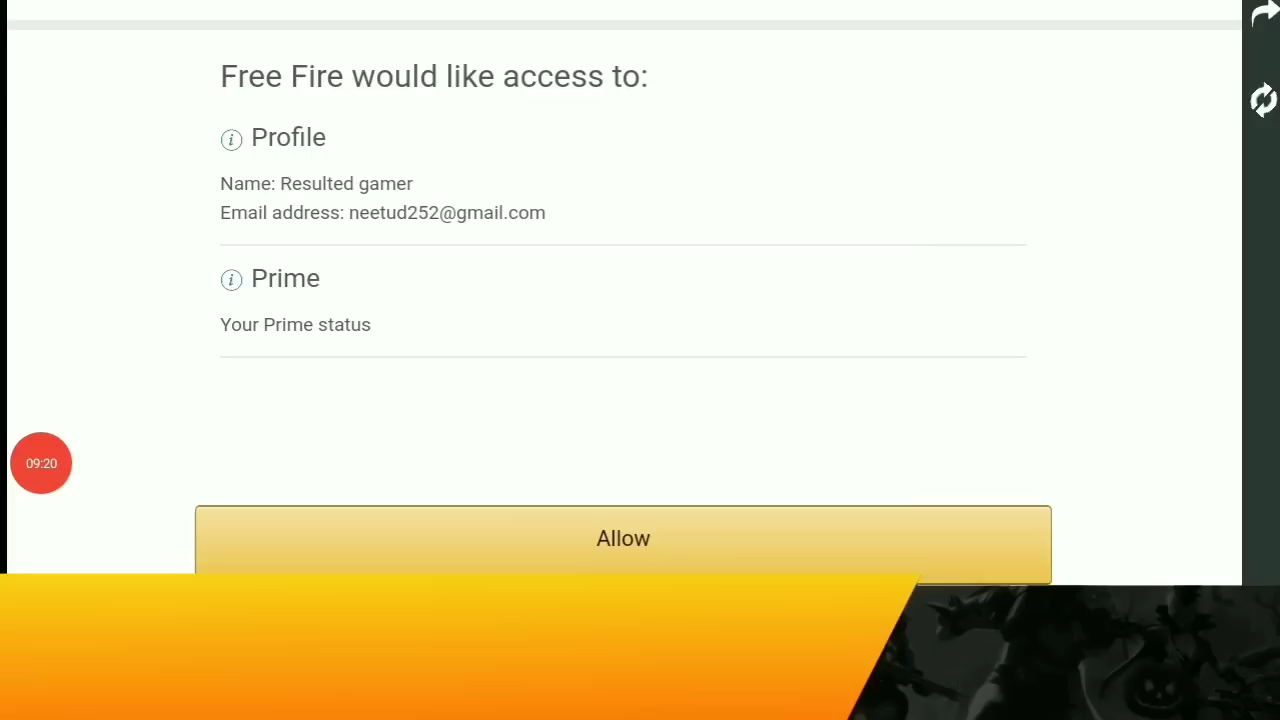 Free Fire would like access to:
Profile
Name: Resulted gamer
Email address: neetud252@gmail.com
Prime
Your Prime status
09:20
Allow